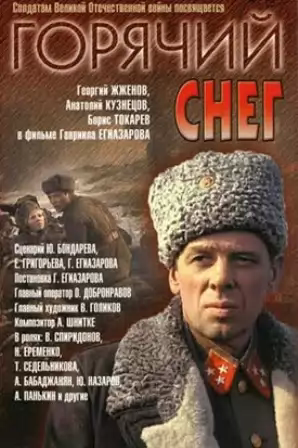 Солдатам Великой Отечественной войны посвящается
ГОРЯЧИЙ
СНЕГ
Георгий ЖЖЕНОВ,
Анатолий КУЗНЕЦОВ,
Борис ТОКАРЕВ
в фильме Гавриила ЕГИАЗАРОВА
Сценарий Ю. БОНДАРЕВА,
Е. ГРИГОРЬЕВА, Г. ЕГИАЗАРОВА
Постановка Г. ЕГИАЗАРОВА
Главный оператор О. ДОБРОНРАВОВ
Главный художник В. ГОЛИКОВ
Композитор А. ШНИТКЕ
В ролях: В. СПИРИДОНОВ,
Н. ЕРЕМЕНКО,
Т. СЕДЕЛЬНИКОВА,
А. БАБАДЖАНЯН, Ю. НАЗАРОВ,
А. ПАНЬКИН и другие